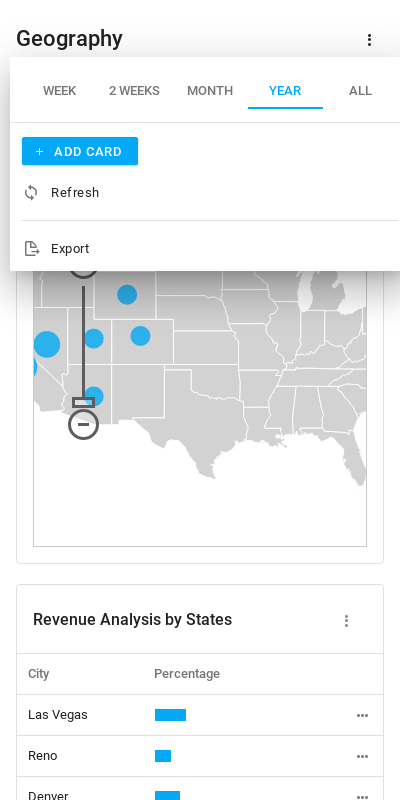 Geography
WEEK 2 WEEKS MONTH YEAR ALL
+ ADD CARD
Refresh
Export
Revenue Analysis by States
City Percentage
Las Vegas
Reno
Denver